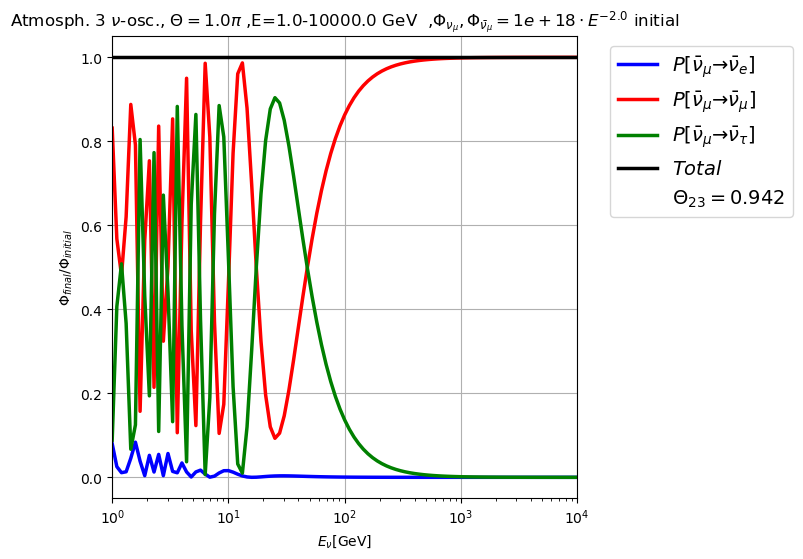 Atmosph. 3 ν-osc., Θ = 1.0π ,E=1.0-10000.0 GeV ,Φ_{ν_μ}, Φ_{ν̄_μ} = 1e + 18 · E^{−2.0} initial
P[ν̄_μ→ν̄_e]
P[ν̄_μ→ν̄_μ]
P[ν̄_μ→ν̄_τ]
Total
Θ_{23} = 0.942
Φ_{final}/Φ_{initial}
1.0
0.8
0.6
0.4
0.2
0.0
10^0 10^1 10^2 10^3 10^4
E_ν[GeV]